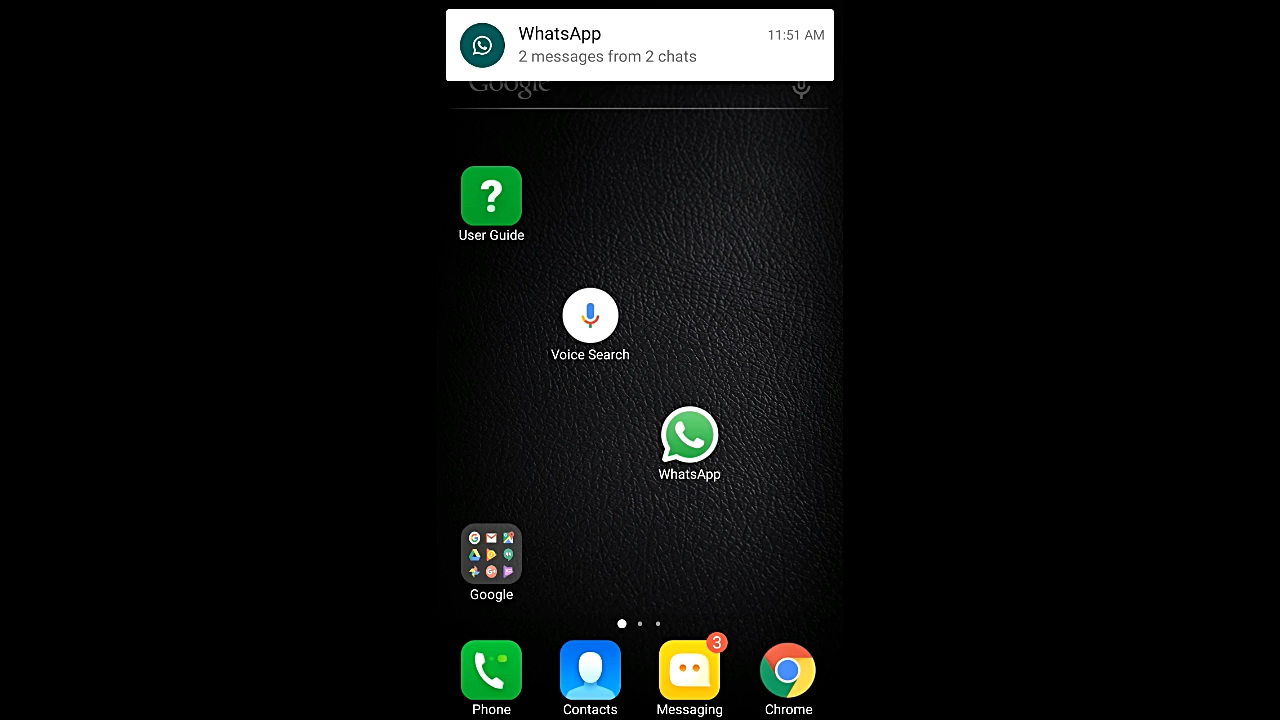 WhatsApp 11:51 AM
2 messages from 2 chats
Google
?
User Guide
Voice Search
WhatsApp
Google
3
Phone Contacts Messaging Chrome